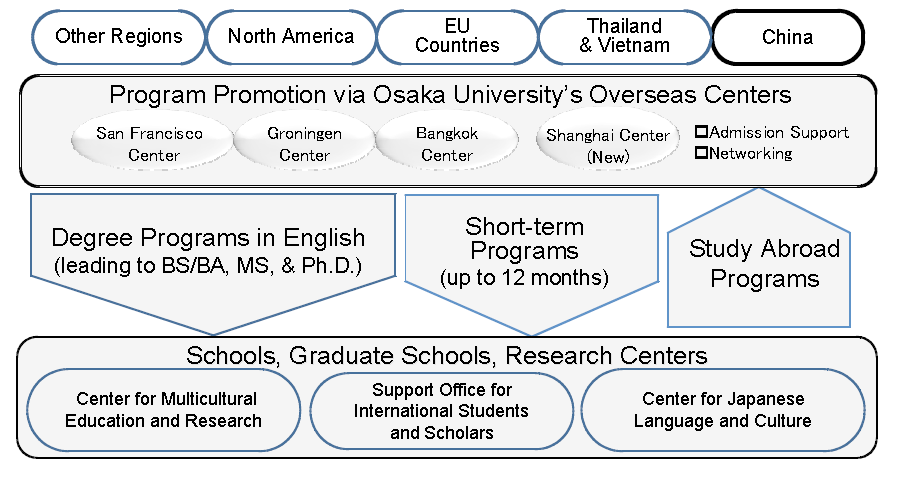 Other Regions
North America
EU
Countries
Thailand
& Vietnam
China
Program Promotion via Osaka University's Overseas Centers
San Francisco
Center
Groningen
Center
Bangkok
Center
Shanghai Center
(New)
❑Admission Support
❑Networking
Degree Programs in English
(leading to BS/BA, MS, & Ph.D.)
Short-term
Programs
(up to 12 months)
Study Abroad
Programs
Schools, Graduate Schools, Research Centers
Center for Multicultural
Education and Research
Support Office for
International Students
and Scholars
Center for Japanese
Language and Culture